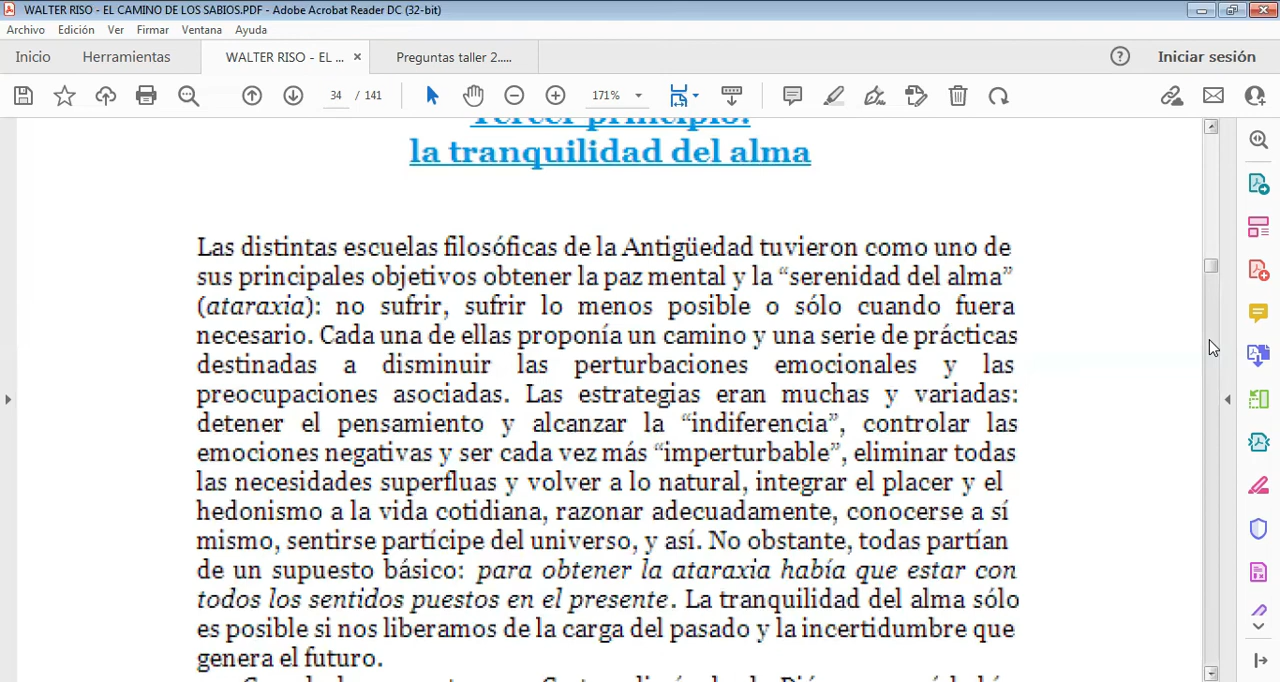 WALTER RISO - EL CAMINO DE LOS SABIOS.PDF - Adobe Acrobat Reader DC (32-bit)
Archivo Edición Ver Firmar Ventana Ayuda
Inicio Herramientas WALTER RISO - EL ... × Preguntas taller 2..... Iniciar sesión
34 / 141 171%
Tercer principio:
la tranquilidad del alma
Las distintas escuelas filosóficas de la Antigüedad tuvieron como uno de
sus principales objetivos obtener la paz mental y la “serenidad del alma”
(ataraxia): no sufrir, sufrir lo menos posible o sólo cuando fuera
necesario. Cada una de ellas proponía un camino y una serie de prácticas
destinadas a disminuir las perturbaciones emocionales y las
preocupaciones asociadas. Las estrategias eran muchas y variadas:
detener el pensamiento y alcanzar la “indiferencia”, controlar las
emociones negativas y ser cada vez más “imperturbable”, eliminar todas
las necesidades superfluas y volver a lo natural, integrar el placer y el
hedonismo a la vida cotidiana, razonar adecuadamente, conocerse a sí
mismo, sentirse partícipe del universo, y así. No obstante, todas partían
de un supuesto básico: para obtener la ataraxia había que estar con
todos los sentidos puestos en el presente. La tranquilidad del alma sólo
es posible si nos liberamos de la carga del pasado y la incertidumbre que
genera el futuro.